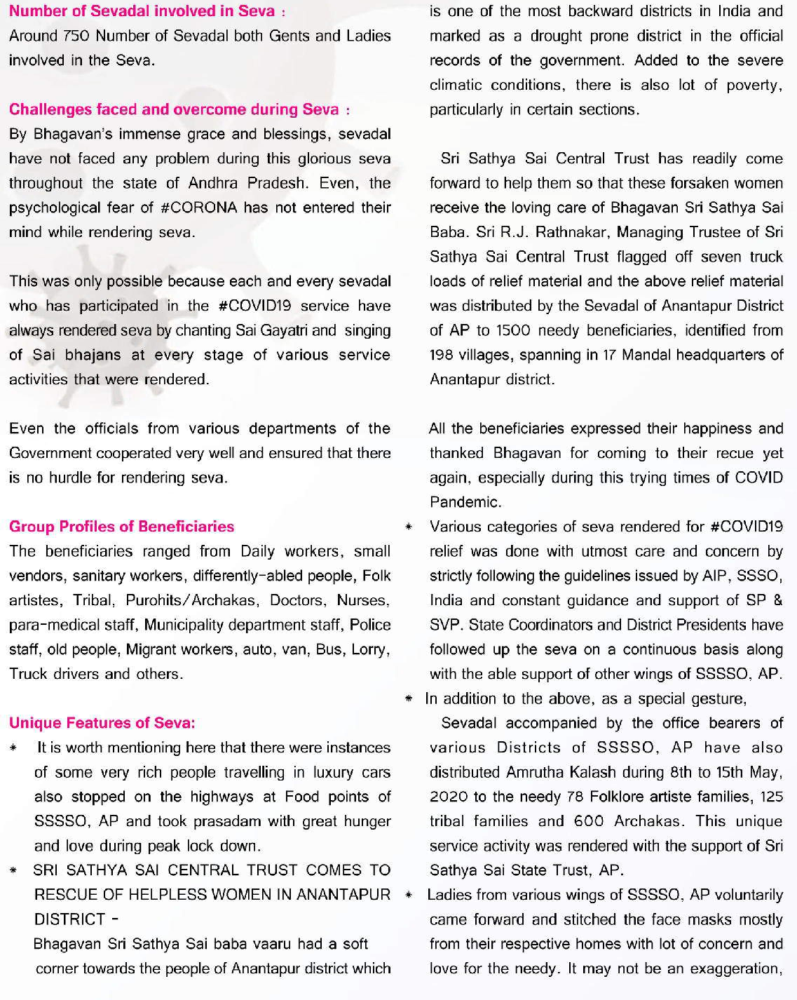 Number of Sevadal involved in Seva :
Around 750 Number of Sevadal both Gents and Ladies
involved in the Seva.
Challenges faced and overcome during Seva :
By Bhagavan's immense grace and blessings, sevadal
have not faced any problem during this glorious seva
throughout the state of Andhra Pradesh. Even, the
psychological fear of #CORONA has not entered their
mind while rendering seva.
This was only possible because each and every sevadal
who has participated in the #COVID19 service have
always rendered seva by chanting Sai Gayatri and singing
of Sai bhajans at every stage of various service
activities that were rendered.
Even the officials from various departments of the
Government cooperated very well and ensured that there
is no hurdle for rendering seva.
Group Profiles of Beneficiaries
The beneficiaries ranged from Daily workers, small
vendors, sanitary workers, differently-abled people, Folk
artistes, Tribal, Purohits/Archakas, Doctors, Nurses,
para-medical staff, Municipality department staff, Police
staff, old people, Migrant workers, auto, van, Bus, Lorry,
Truck drivers and others.
Unique Features of Seva:
* It is worth mentioning here that there were instances
of some very rich people travelling in luxury cars
also stopped on the highways at Food points of
SSSSO, AP and took prasadam with great hunger
and love during peak lock down.
* SRI SATHYA SAI CENTRAL TRUST COMES TO
RESCUE OF HELPLESS WOMEN IN ANANTAPUR
DISTRICT -
Bhagavan Sri Sathya Sai baba vaaru had a soft
corner towards the people of Anantapur district which
is one of the most backward districts in India and
marked as a drought prone district in the official
records of the government. Added to the severe
climatic conditions, there is also lot of poverty,
particularly in certain sections.
Sri Sathya Sai Central Trust has readily come
forward to help them so that these forsaken women
receive the loving care of Bhagavan Sri Sathya Sai
Baba. Sri R.J. Rathnakar, Managing Trustee of Sri
Sathya Sai Central Trust flagged off seven truck
loads of relief material and the above relief material
was distributed by the Sevadal of Anantapur District
of AP to 1500 needy beneficiaries, identified from
198 villages, spanning in 17 Mandal headquarters of
Anantapur district.
All the beneficiaries expressed their happiness and
thanked Bhagavan for coming to their recue yet
again, especially during this trying times of COVID
Pandemic.
* Various categories of seva rendered for #COVID19
relief was done with utmost care and concern by
strictly following the guidelines issued by AIP, SSSO,
India and constant guidance and support of SP &
SVP. State Coordinators and District Presidents have
followed up the seva on a continuous basis along
with the able support of other wings of SSSSO, AP.
* In addition to the above, as a special gesture,
Sevadal accompanied by the office bearers of
various Districts of SSSSO, AP have also
distributed Amrutha Kalash during 8th to 15th May,
2020 to the needy 78 Folklore artiste families, 125
tribal families and 600 Archakas. This unique
service activity was rendered with the support of Sri
Sathya Sai State Trust, AP.
* Ladies from various wings of SSSSO, AP voluntarily
came forward and stitched the face masks mostly
from their respective homes with lot of concern and
love for the needy. It may not be an exaggeration,